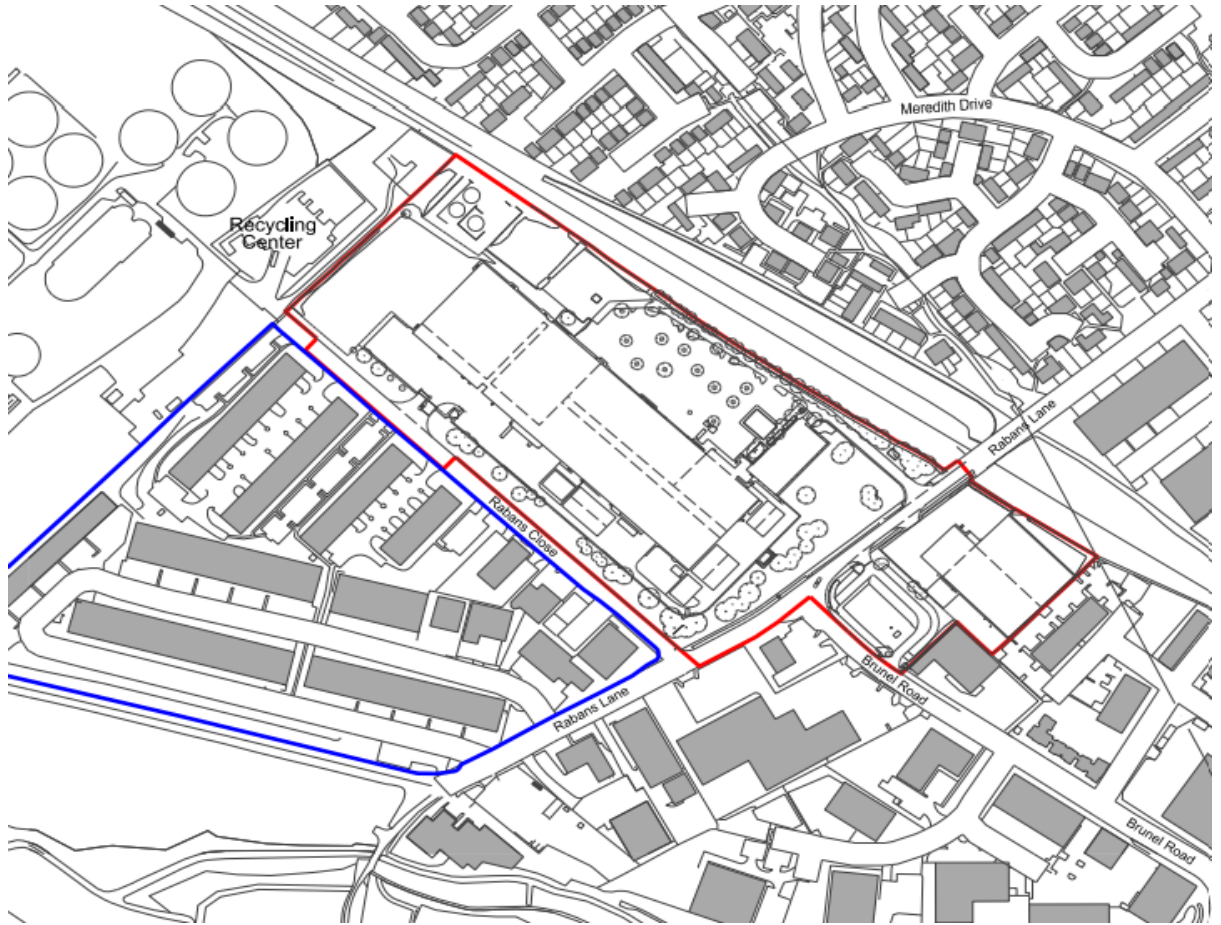 Meredith Drive
Recycling
Center
Rabans Lane
Rabans Close
Brunel Road
Rabans Lane
Brunel Road